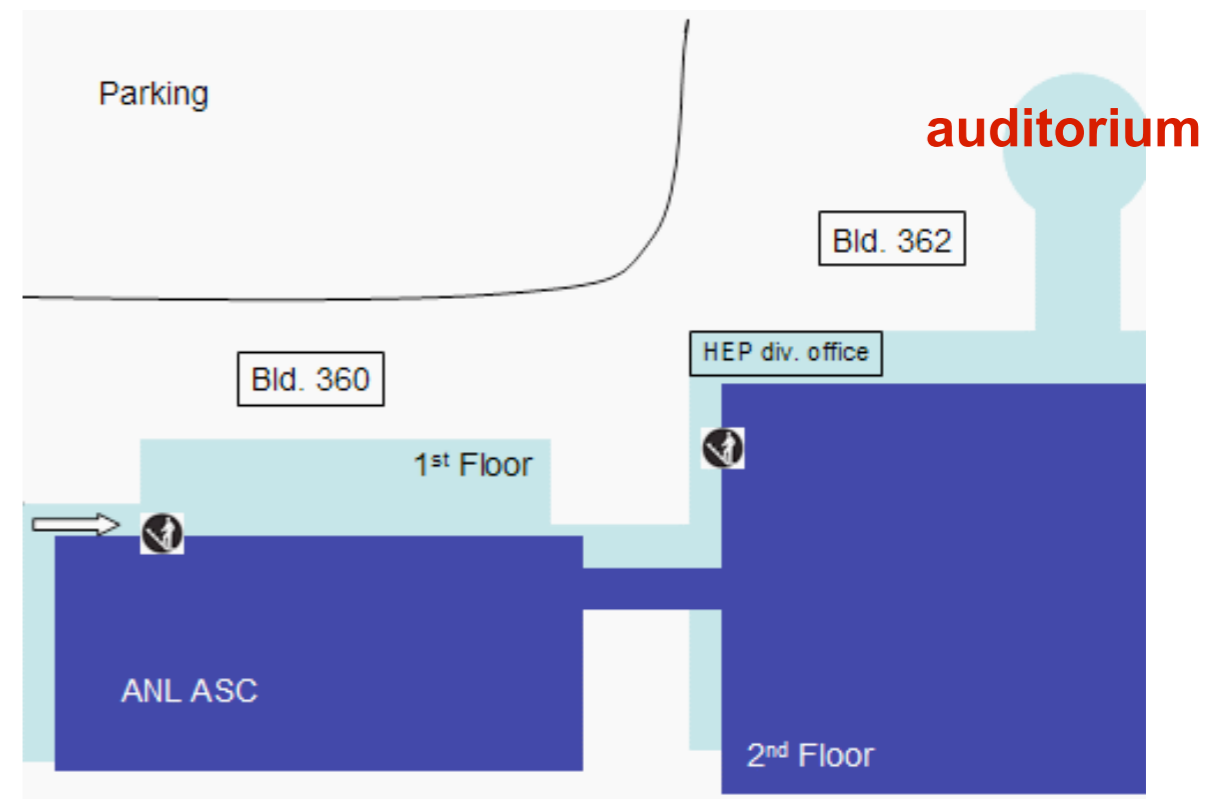 Parking
auditorium
Bld. 362
HEP div. office
Bld. 360
1st Floor
ANL ASC
2nd Floor